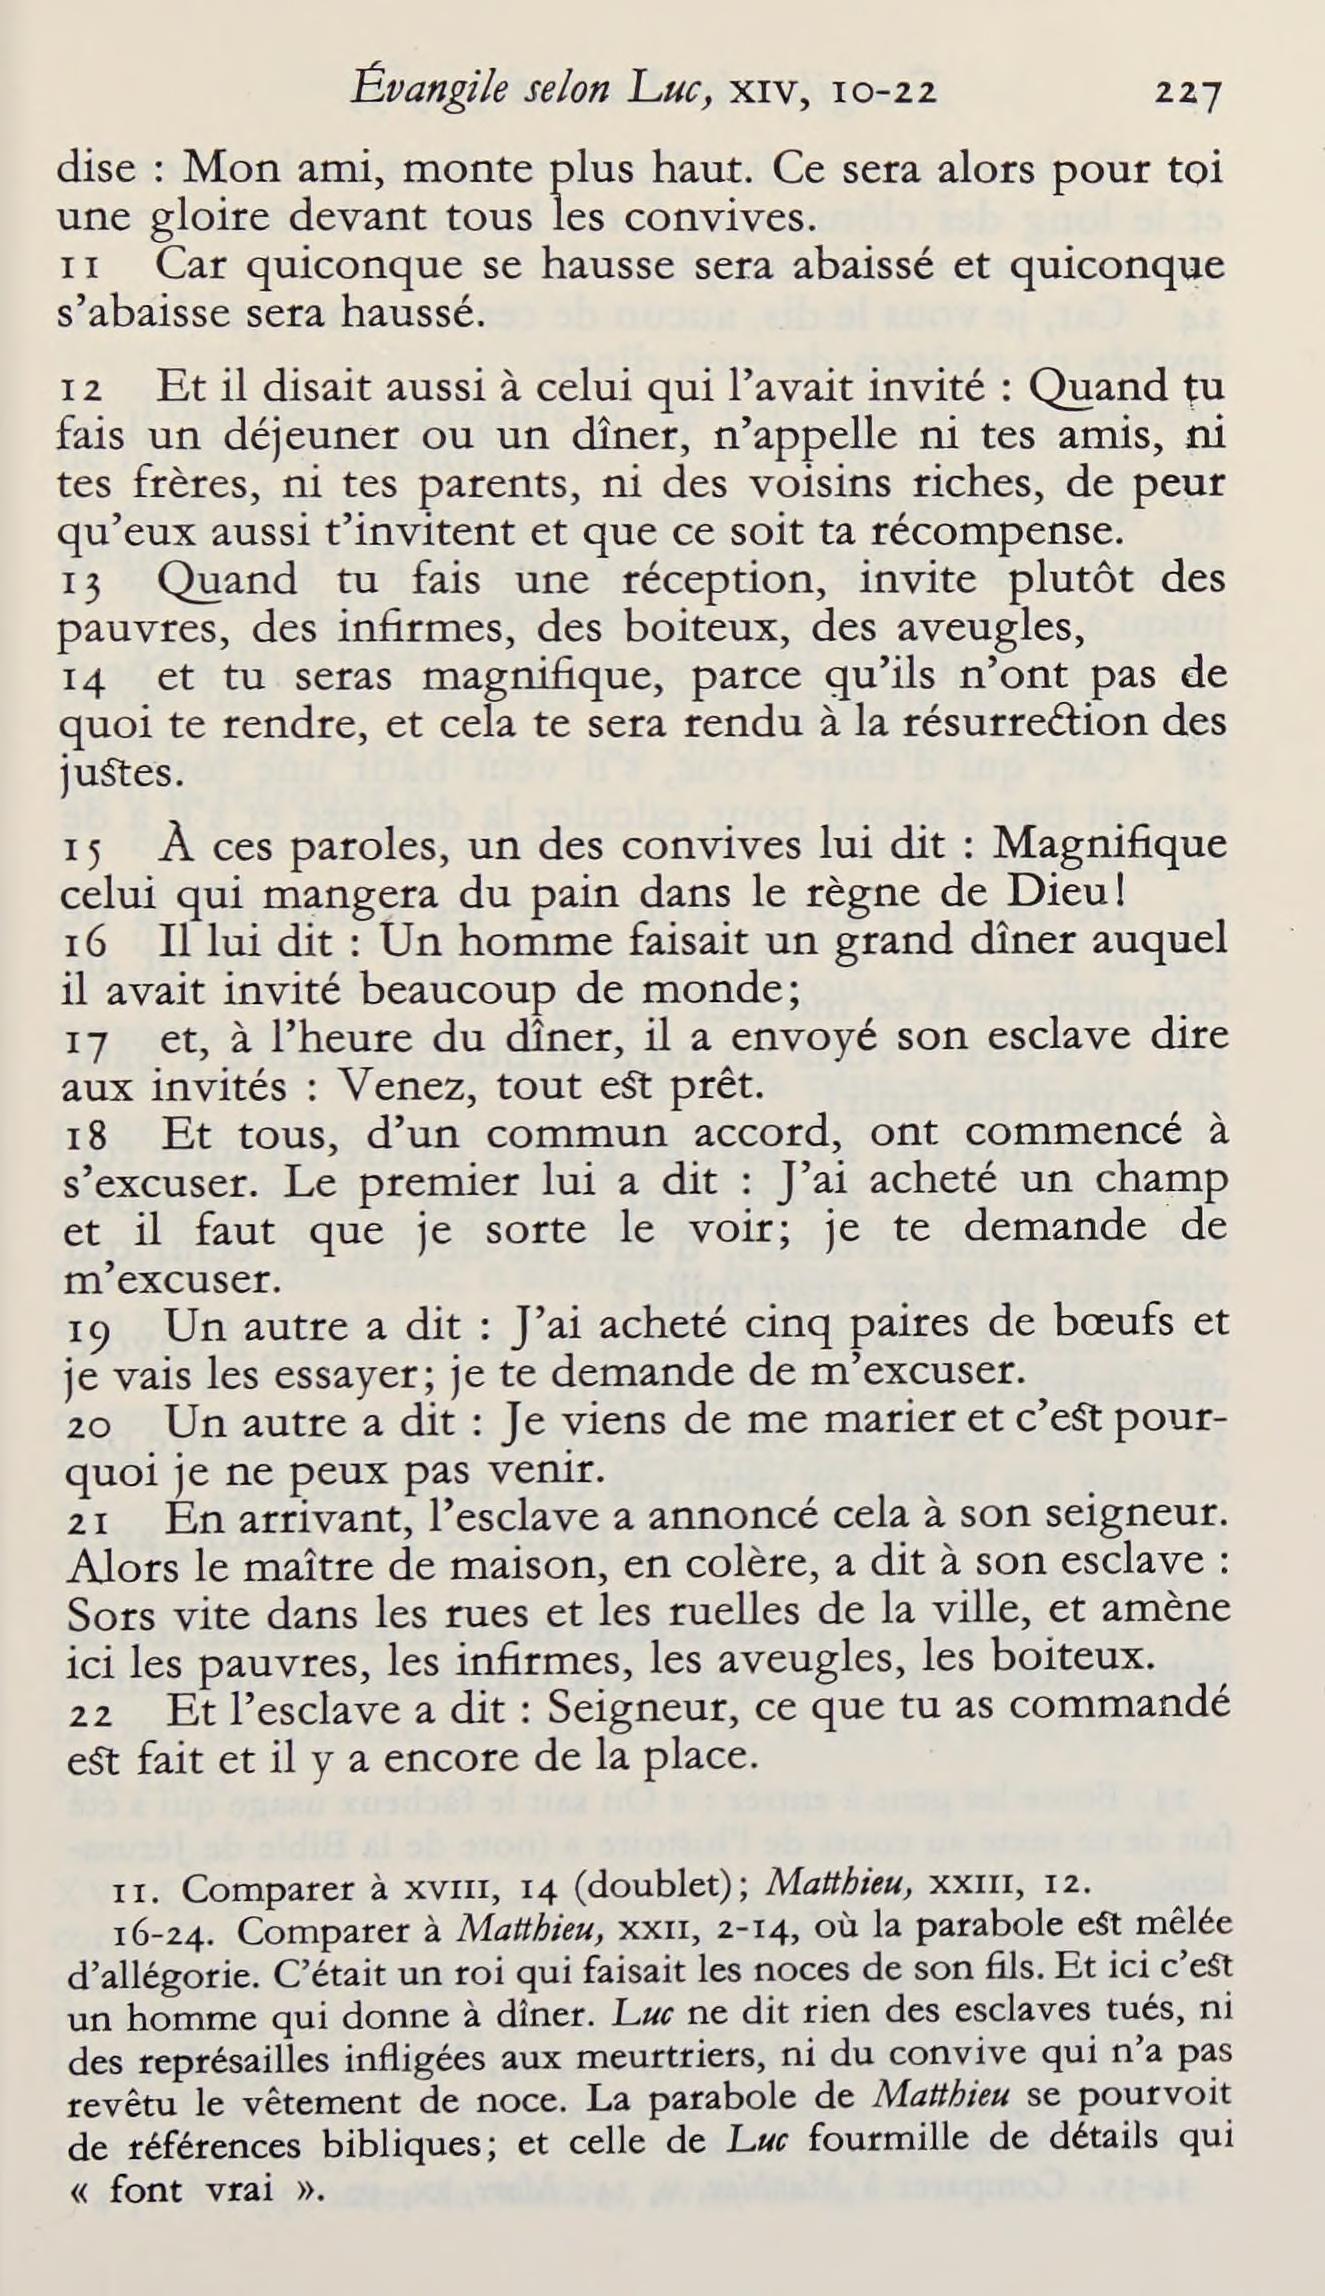 Évangile selon Luc, XIV, 10-22 227
dise : Mon ami, monte plus haut. Ce sera alors pour toi
une gloire devant tous les convives.
11 Car quiconque se hausse sera abaissé et quiconque
s’abaisse sera haussé.
12 Et il disait aussi à celui qui l’avait invité : Quand tu
fais un déjeuner ou un dîner, n’appelle ni tes amis, ni
tes frères, ni tes parents, ni des voisins riches, de peur
qu’eux aussi t’invitent et que ce soit ta récompense.
13 Quand tu fais une réception, invite plutôt des
pauvres, des infirmes, des boiteux, des aveugles,
14 et tu seras magnifique, parce qu’ils n’ont pas de
quoi te rendre, et cela te sera rendu à la résurrection des
justes.
15 À ces paroles, un des convives lui dit : Magnifique
celui qui mangera du pain dans le règne de Dieu!
16 Il lui dit : Un homme faisait un grand dîner auquel
il avait invité beaucoup de monde;
17 et, à l’heure du dîner, il a envoyé son esclave dire
aux invités : Venez, tout est prêt.
18 Et tous, d’un commun accord, ont commencé à
s’excuser. Le premier lui a dit : J’ai acheté un champ
et il faut que je sorte le voir; je te demande de
m’excuser.
19 Un autre a dit : J’ai acheté cinq paires de bœufs et
je vais les essayer; je te demande de m’excuser.
20 Un autre a dit : Je viens de me marier et c’est pour-
quoi je ne peux pas venir.
21 En arrivant, l’esclave a annoncé cela à son seigneur.
Alors le maître de maison, en colère, a dit à son esclave :
Sors vite dans les rues et les ruelles de la ville, et amène
ici les pauvres, les infirmes, les aveugles, les boiteux.
22 Et l’esclave a dit : Seigneur, ce que tu as commandé
est fait et il y a encore de la place.
11. Comparer à XVIII, 14 (doublet); Matthieu, XXIII, 12.
16-24. Comparer à Matthieu, XXII, 2-14, où la parabole est mêlée
d’allégorie. C’était un roi qui faisait les noces de son fils. Et ici c’est
un homme qui donne à dîner. Luc ne dit rien des esclaves tués, ni
des représailles infligées aux meurtriers, ni du convive qui n’a pas
revêtu le vêtement de noce. La parabole de Matthieu se pourvoit
de références bibliques; et celle de Luc fourmille de détails qui
« font vrai ».